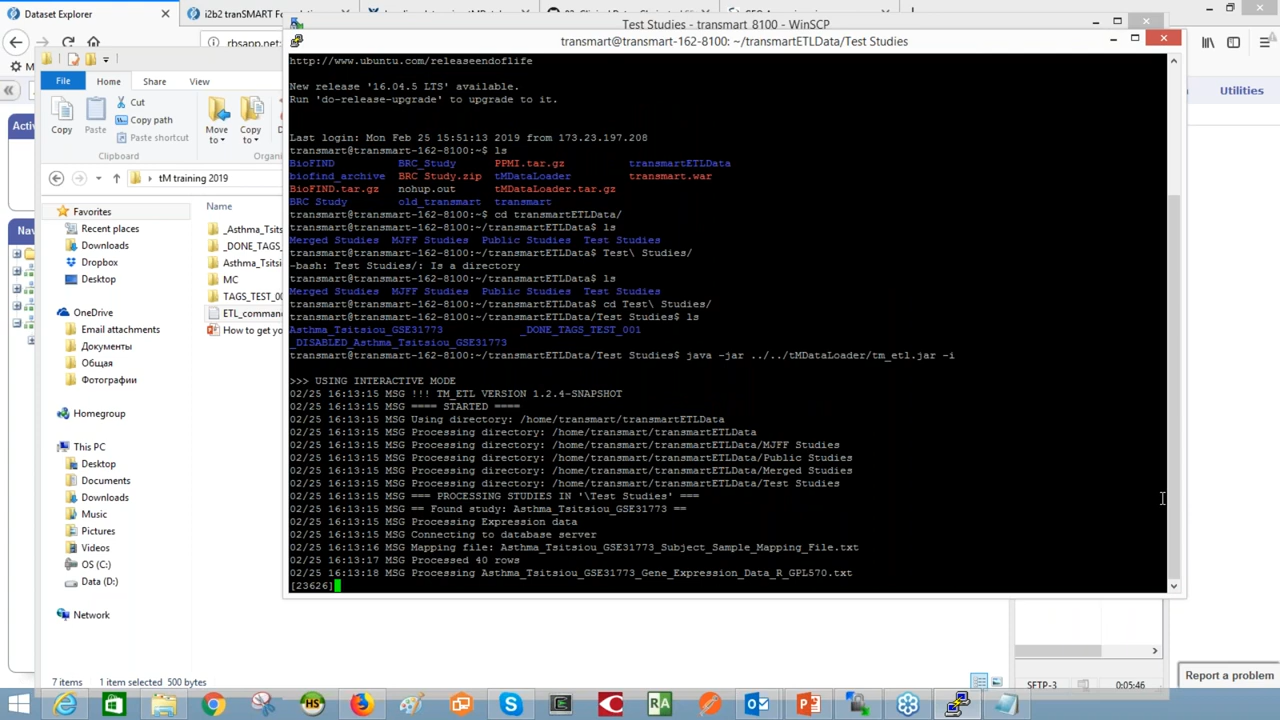 Dataset Explorer
i2b2 tranSMART F
Test Studies - transmart 8100 - WinSCP
rbsapp.net
transmart@transmart-162-8100: ~/transmartETLData/Test Studies
File
Home
Share
View
Copy
Paste
Cut
Copy path
Paste shortcut
Clipboard
Move to
Copy to
Organi
Utilities
Activ
Nav
tM training 2019
Favorites
Recent places
Downloads
Dropbox
Desktop
OneDrive
Email attachments
Документы
Общая
Фотографии
Homegroup
This PC
Desktop
Documents
Downloads
Music
Pictures
Videos
OS (C:)
Data (D:)
Network
Name
_Asthma_Tsits
_DONE_TAGS_
Asthma_Tsitsi
MC
TAGS_TEST_00
ETL_comman
How to get yo
7 items 1 item selected 500 bytes
http://www.ubuntu.com/releaseendoflife
New release '16.04.5 LTS' available.
Run 'do-release-upgrade' to upgrade to it.
Last login: Mon Feb 25 15:51:13 2019 from 173.23.197.208
transmart@transmart-162-8100:~$ ls
BioFIND BRC_Study PPMI.tar.gz transmartETLData
biofind_archive BRC Study.zip tMDataLoader transmart.war
BioFIND.tar.gz nohup.out tMDataLoader.tar.gz
BRC Study old_transmart transmart
transmart@transmart-162-8100:~$ cd transmartETLData/
transmart@transmart-162-8100:~/transmartETLData$ ls
Merged Studies MJFF Studies Public Studies Test Studies
transmart@transmart-162-8100:~/transmartETLData$ Test\ Studies/
-bash: Test Studies/: Is a directory
transmart@transmart-162-8100:~/transmartETLData$ ls
Merged Studies MJFF Studies Public Studies Test Studies
transmart@transmart-162-8100:~/transmartETLData$ cd Test\ Studies/
transmart@transmart-162-8100:~/transmartETLData/Test Studies$ ls
Asthma_Tsitsiou_GSE31773 _DONE_TAGS_TEST_001
_DISABLED_Asthma_Tsitsiou_GSE31773
transmart@transmart-162-8100:~/transmartETLData/Test Studies$ java -jar ../../tMDataLoader/tm_etl.jar -i
>>> USING INTERACTIVE MODE
02/25 16:13:15 MSG !!! TM_ETL VERSION 1.2.4-SNAPSHOT
02/25 16:13:15 MSG ==== STARTED ====
02/25 16:13:15 MSG Using directory: /home/transmart/transmartETLData
02/25 16:13:15 MSG Processing directory: /home/transmart/transmartETLData
02/25 16:13:15 MSG Processing directory: /home/transmart/transmartETLData/MJFF Studies
02/25 16:13:15 MSG Processing directory: /home/transmart/transmartETLData/Public Studies
02/25 16:13:15 MSG Processing directory: /home/transmart/transmartETLData/Merged Studies
02/25 16:13:15 MSG Processing directory: /home/transmart/transmartETLData/Test Studies
02/25 16:13:15 MSG === PROCESSING STUDIES IN '\Test Studies' ===
02/25 16:13:15 MSG == Found study: Asthma_Tsitsiou_GSE31773 ==
02/25 16:13:15 MSG Processing Expression data
02/25 16:13:15 MSG Connecting to database server
02/25 16:13:16 MSG Mapping file: Asthma_Tsitsiou_GSE31773_Subject_Sample_Mapping_File.txt
02/25 16:13:17 MSG Processed 40 rows
02/25 16:13:18 MSG Processing Asthma_Tsitsiou_GSE31773_Gene_Expression_Data_R_GPL570.txt
[23626]
Report a problem
SFTP-3 0:05:46
HS
RA